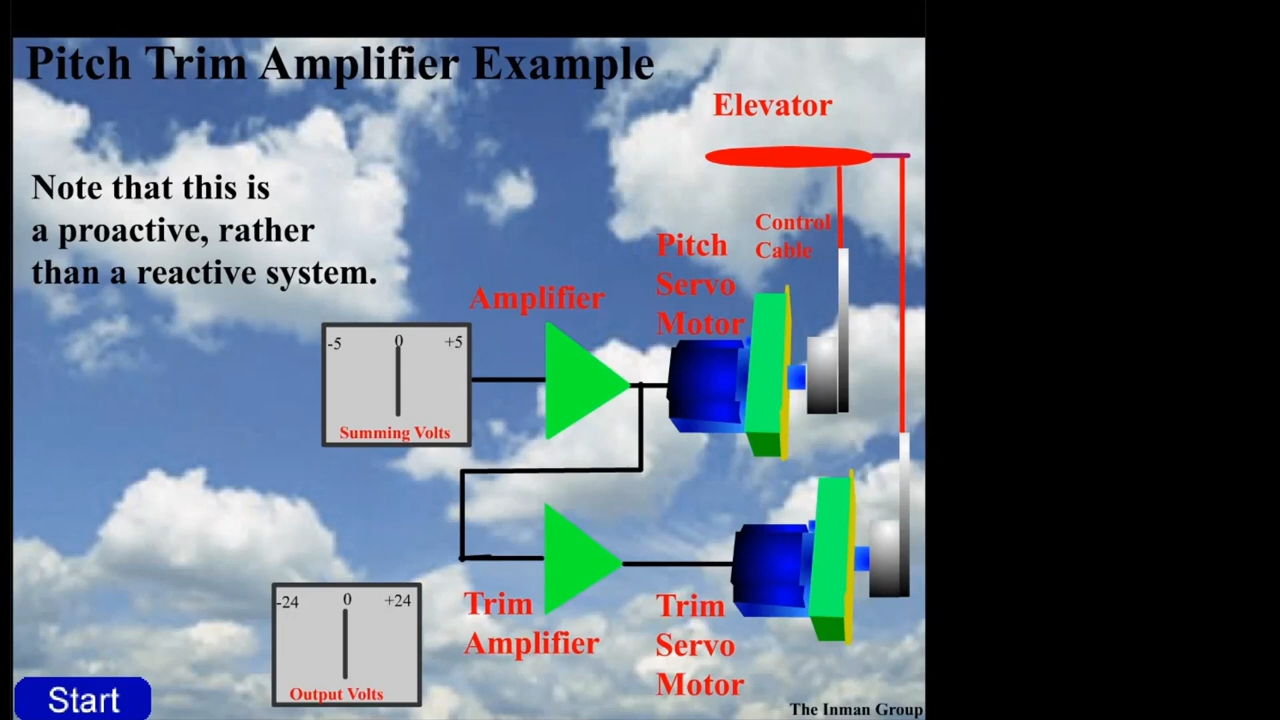 Pitch Trim Amplifier Example
Elevator
Note that this is
a proactive, rather
than a reactive system.
Control
Cable
Pitch
Servo
Motor
Amplifier
-5 0 +5
Summing Volts
-24 0 +24
Output Volts
Trim
Amplifier
Trim
Servo
Motor
Start
The Inman Group